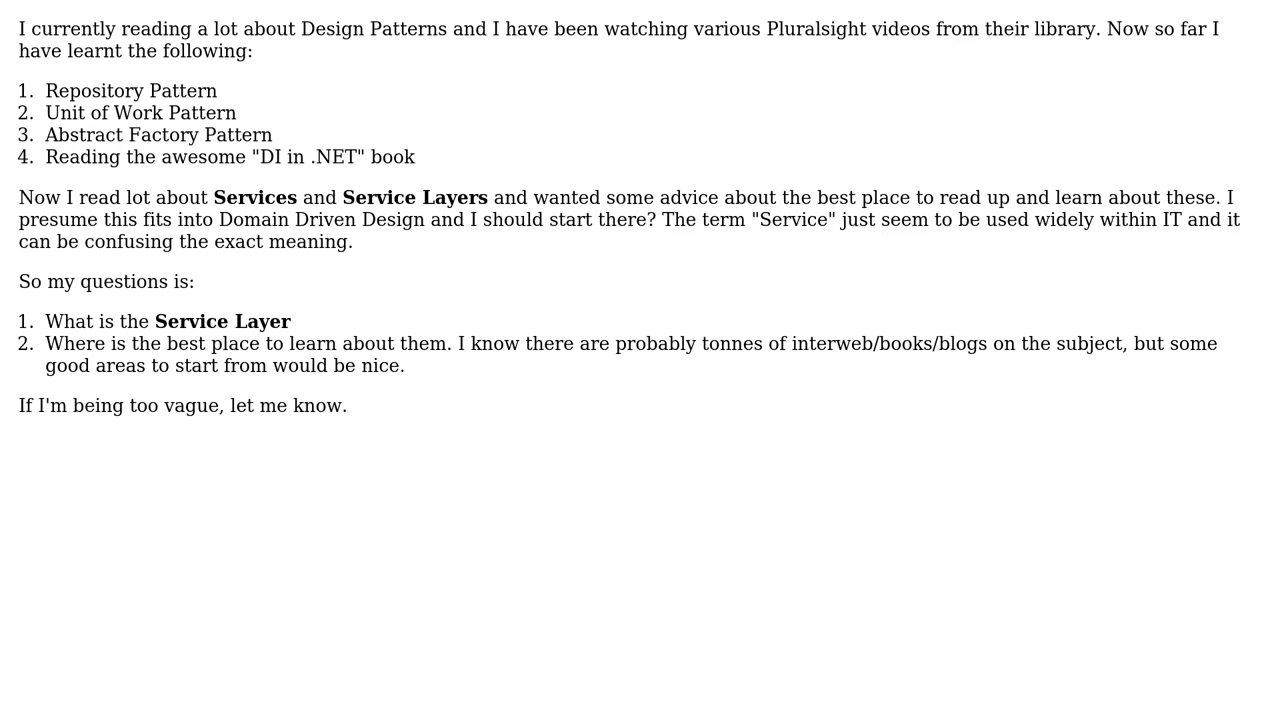 I currently reading a lot about Design Patterns and I have been watching various Pluralsight videos from their library. Now so far I
have learnt the following:
1. Repository Pattern
2. Unit of Work Pattern
3. Abstract Factory Pattern
4. Reading the awesome "DI in .NET" book
Now I read lot about Services and Service Layers and wanted some advice about the best place to read up and learn about these. I
presume this fits into Domain Driven Design and I should start there? The term "Service" just seem to be used widely within IT and it
can be confusing the exact meaning.
So my questions is:
1. What is the Service Layer
2. Where is the best place to learn about them. I know there are probably tonnes of interweb/books/blogs on the subject, but some
good areas to start from would be nice.
If I'm being too vague, let me know.